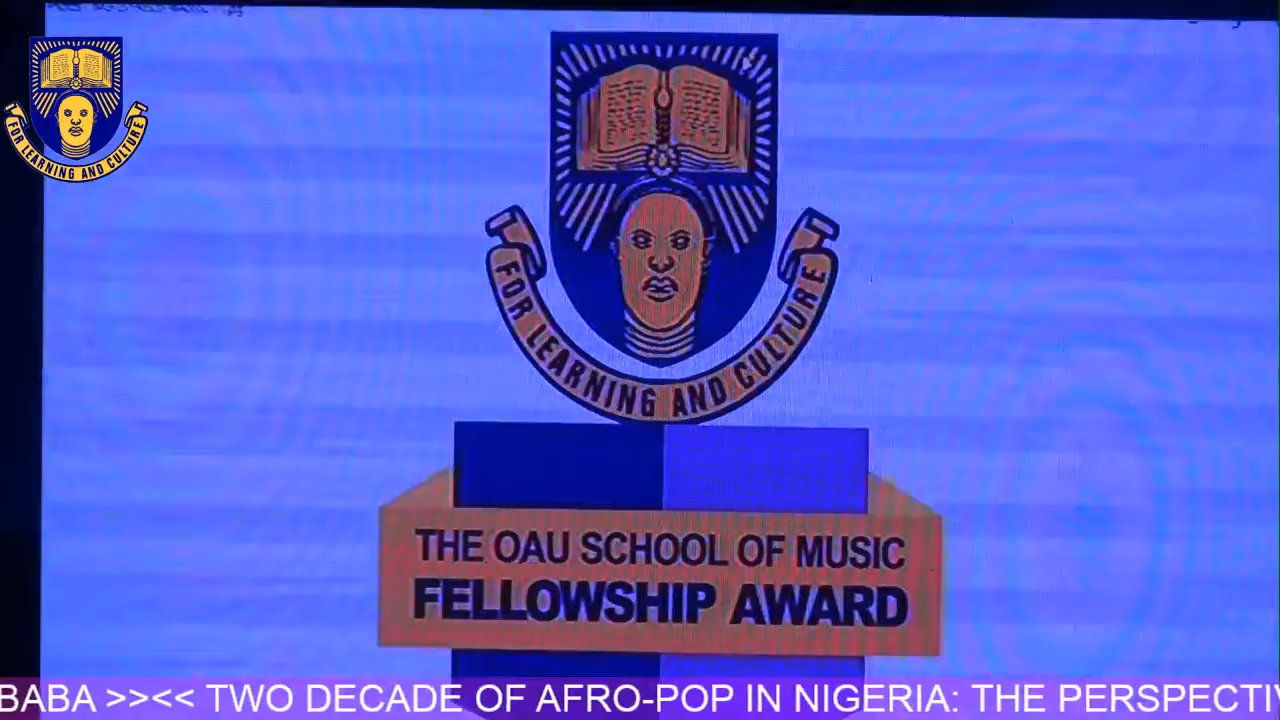 FOR LEARNING AND CULTURE
FOR LEARNING AND CULTURE
THE OAU SCHOOL OF MUSIC
FELLOWSHIP AWARD
BABA >><< TWO DECADE OF AFRO-POP IN NIGERIA: THE PERSPECTIV